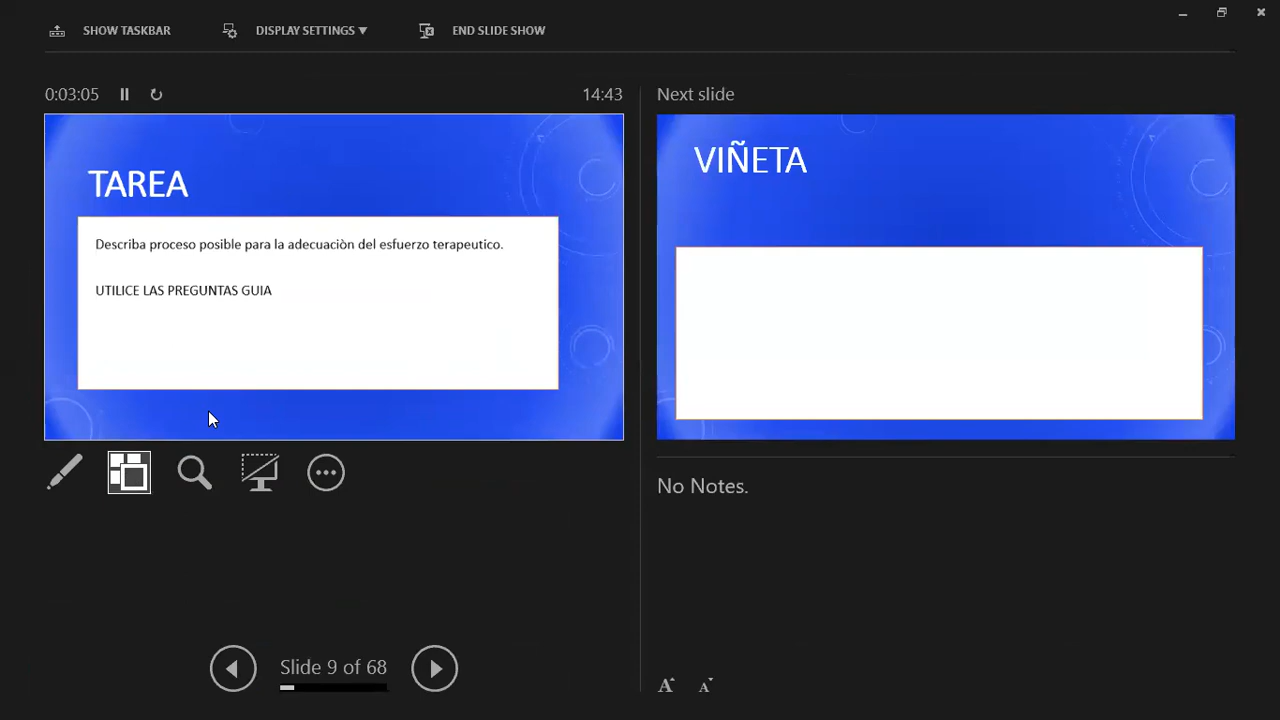 SHOW TASKBAR
DISPLAY SETTINGS ▼
END SLIDE SHOW
0:03:05
14:43
Next slide
TAREA
Describa proceso posible para la adecuaciòn del esfuerzo terapeutico.
UTILICE LAS PREGUNTAS GUIA
VIÑETA
No Notes.
Slide 9 of 68
A A